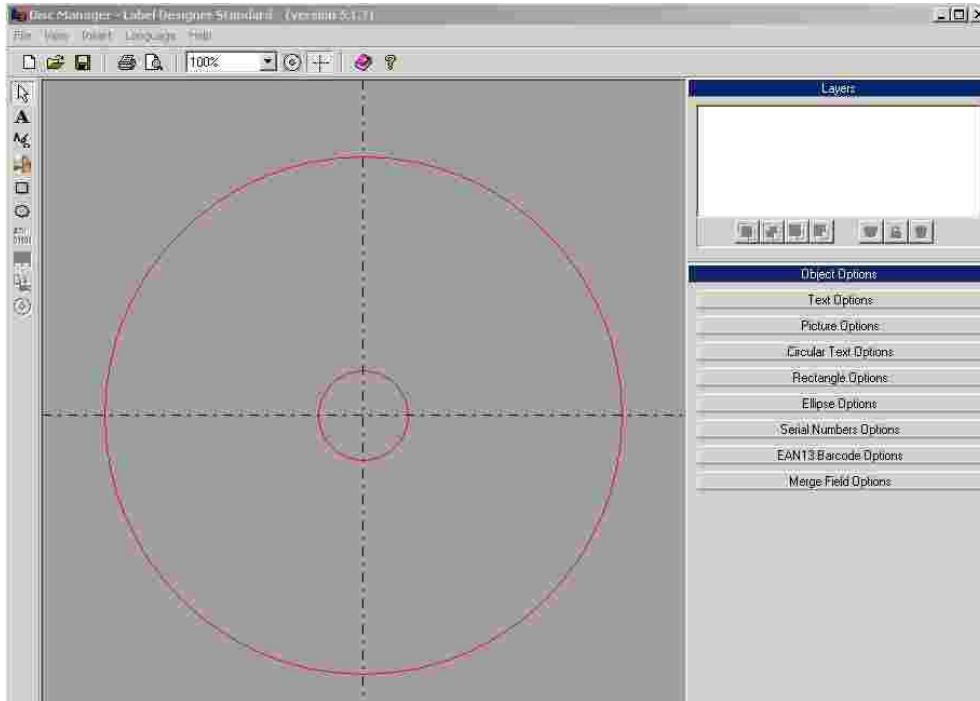 Disc Manager - Label Designer Standard (version 5.1.7)
File View Insert Language Help
100%
A
Layers
Object Options
Text Options
Picture Options
Circular Text Options
Rectangle Options
Ellipse Options
Serial Numbers Options
EAN13 Barcode Options
Merge Field Options